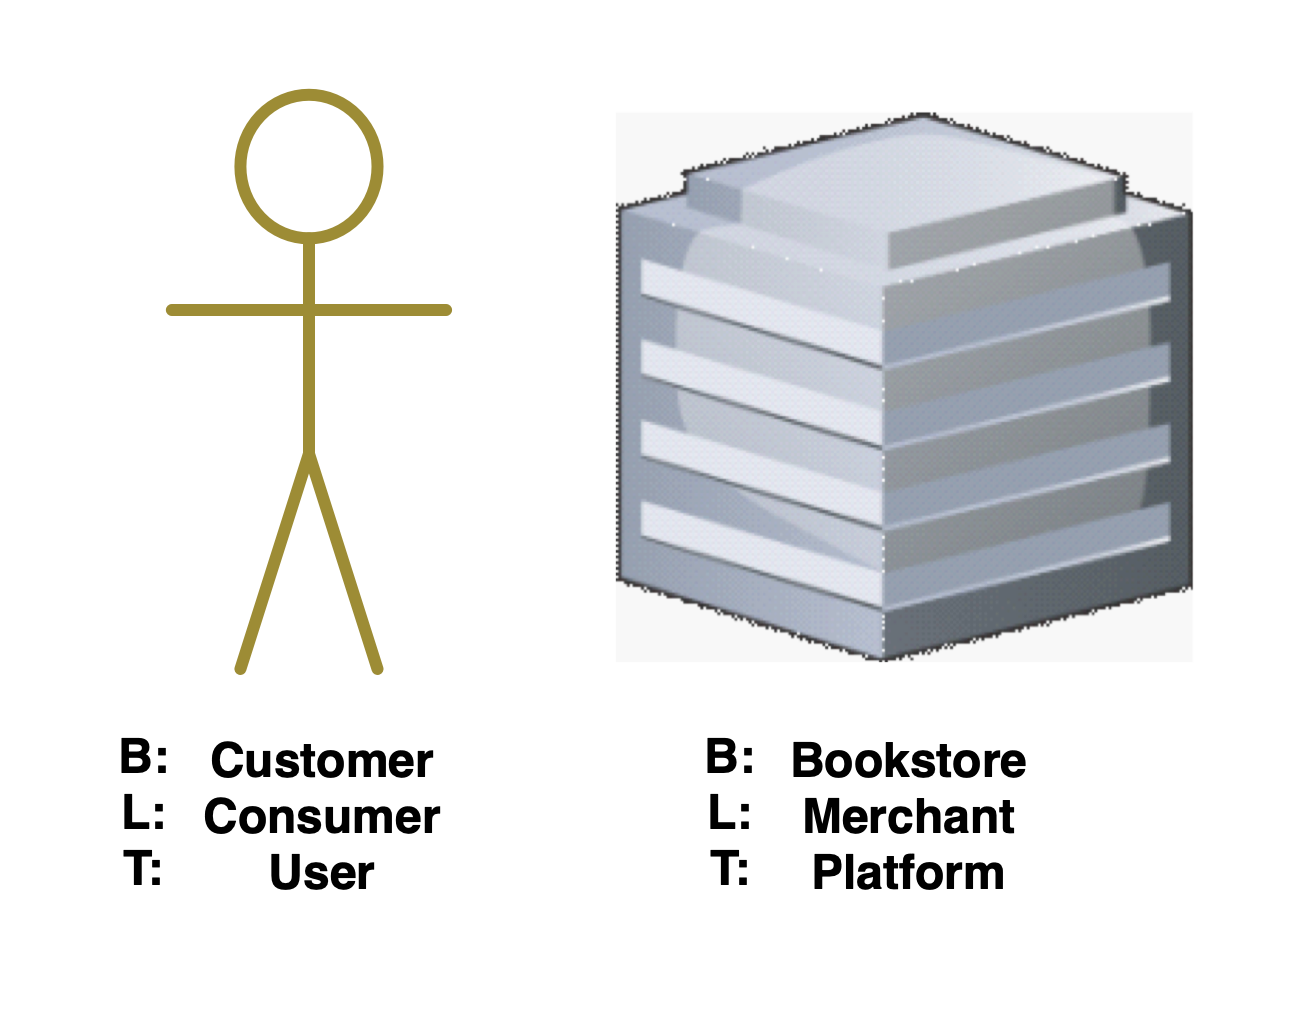 B: Customer
L: Consumer
T: User
B: Bookstore
L: Merchant
T: Platform